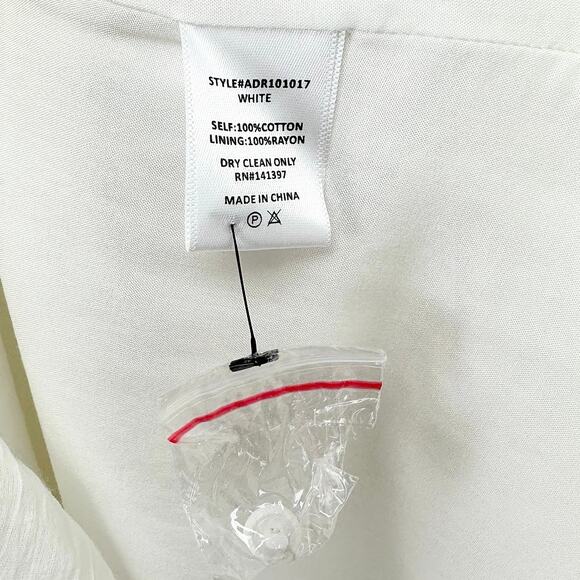 STYLE#ADR101017
WHITE
SELF:100%COTTON
LINING:100%RAYON
DRY CLEAN ONLY
RN#141397
MADE IN CHINA
P